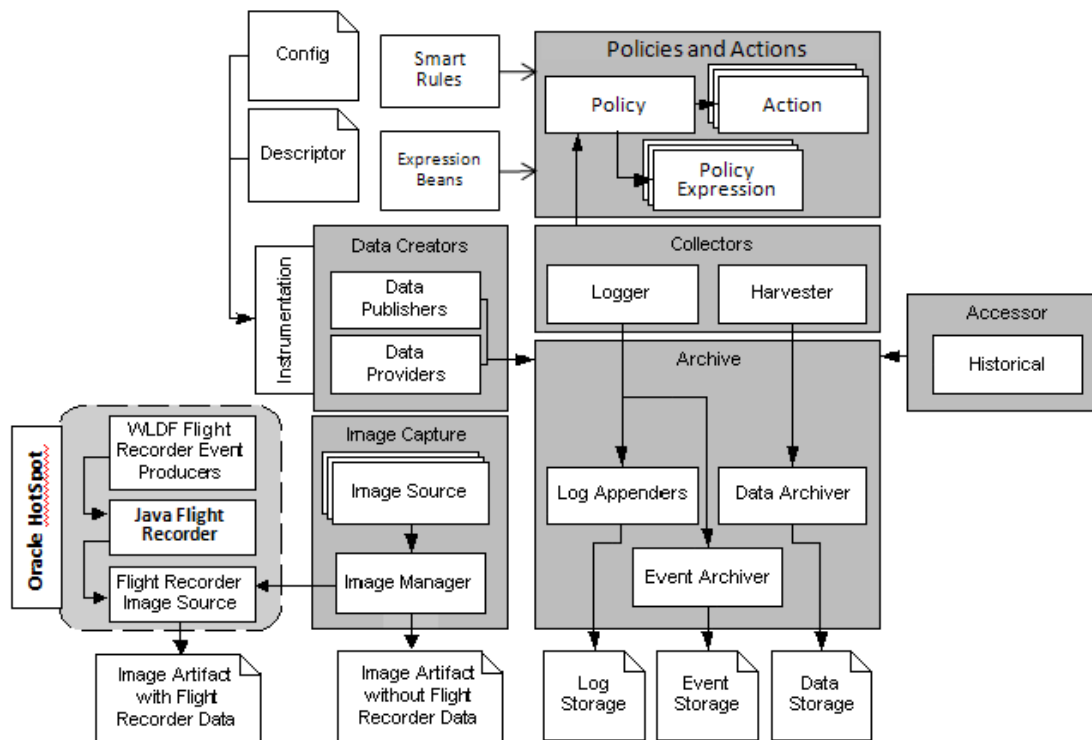 Config
Descriptor
Smart
Rules
Expression
Beans
Policies and Actions
Policy
Action
Policy
Expression
Instrumentation
Data Creators
Data
Publishers
Data
Providers
Collectors
Logger
Harvester
Accessor
Historical
Archive
Log Appenders
Data Archiver
Event Archiver
Oracle HotSpot
WLDF Flight
Recorder Event
Producers
Java Flight
Recorder
Flight Recorder
Image Source
Image Capture
Image Source
Image Manager
Image Artifact
with Flight
Recorder Data
Image Artifact
without Flight
Recorder Data
Log
Storage
Event
Storage
Data
Storage